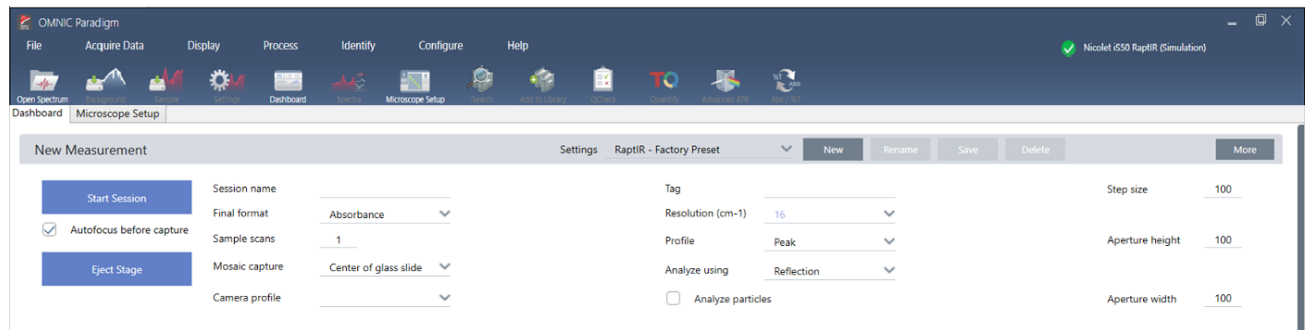 OMNIC Paradigm
File Acquire Data Display Process Identify Configure Help
Nicolet iS50 RaptIR (Simulation)
Open Spectrum Background Sample Settings Dashboard Spectra Microscope Setup Search Add to Library QCheck Quantify Advanced ATR Abs / %T
Dashboard Microscope Setup
New Measurement Settings RaptIR - Factory Preset New Rename Save Delete More
Start Session Session name Tag Step size 100
Final format Absorbance Resolution (cm-1) 16
Autofocus before capture Sample scans 1 Profile Peak Aperture height 100
Eject Stage Mosaic capture Center of glass slide Analyze using Reflection
Camera profile Analyze particles Aperture width 100